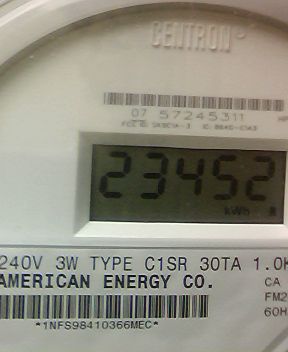 CENTRON®
07 57245311
23452
kWh
240V 3W TYPE C1SR 30TA 1.0K
AMERICAN ENERGY CO.
CA
FM2
60H
*1NFS98410366MEC*